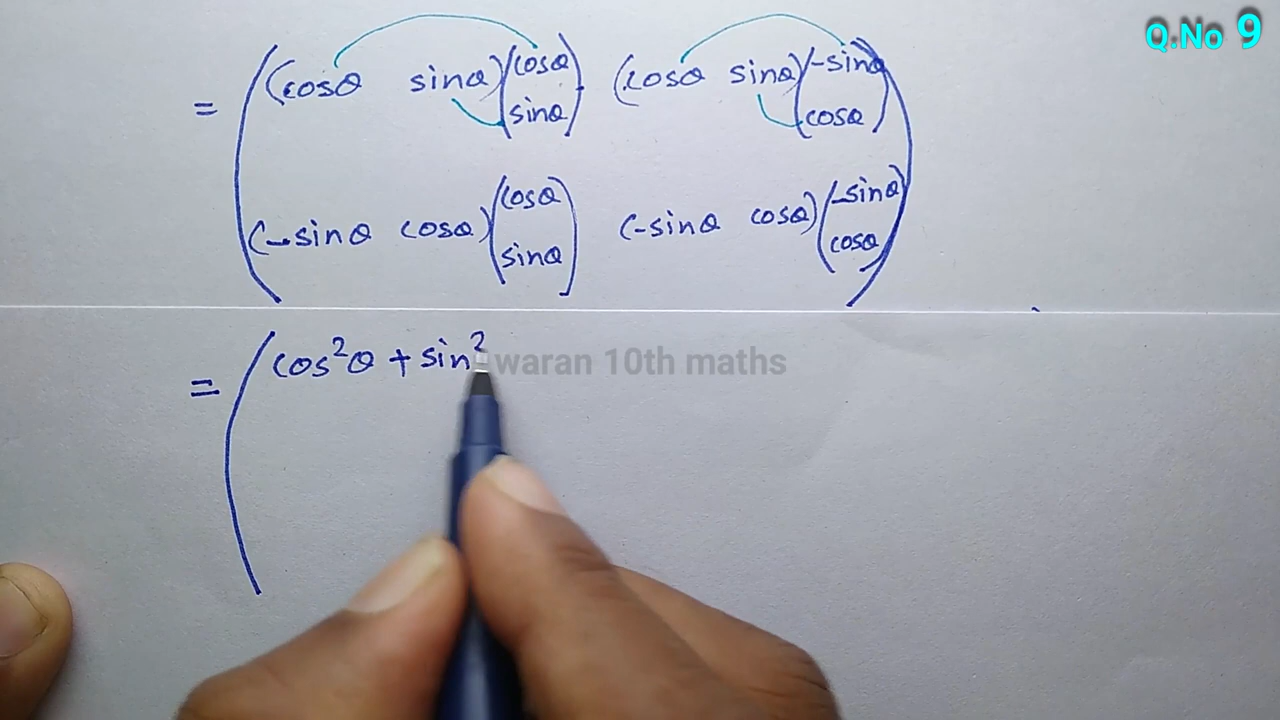 Q.No 9
= ( (cosθ sinθ) (cosθ sinθ) (cosθ sinθ) (-sinθ cosθ)
(-sinθ cosθ) (cosθ sinθ) (-sinθ cosθ) (-sinθ cosθ) )
= ( cos²θ + sin²
waran 10th maths